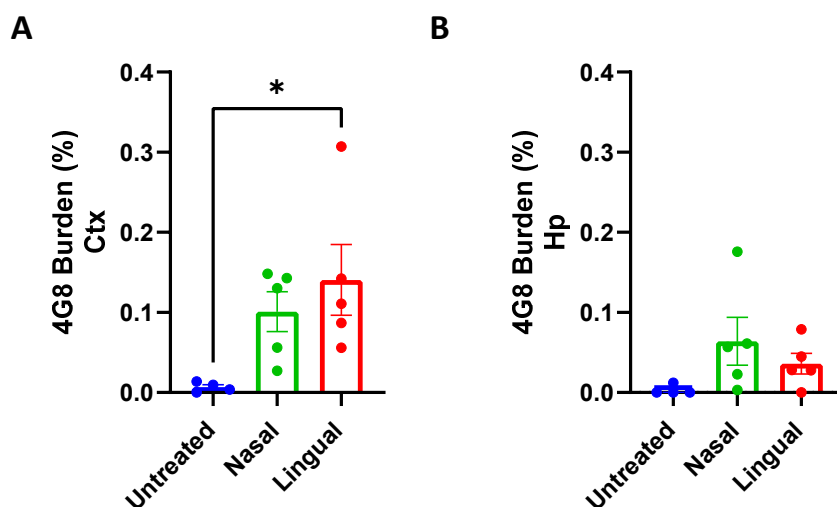 A
4G8 Burden (%)
Ctx
0.4
0.3
0.2
0.1
0.0
*
Untreated
Nasal
Lingual
B
4G8 Burden (%)
Hp
0.4
0.3
0.2
0.1
0.0
Untreated
Nasal
Lingual